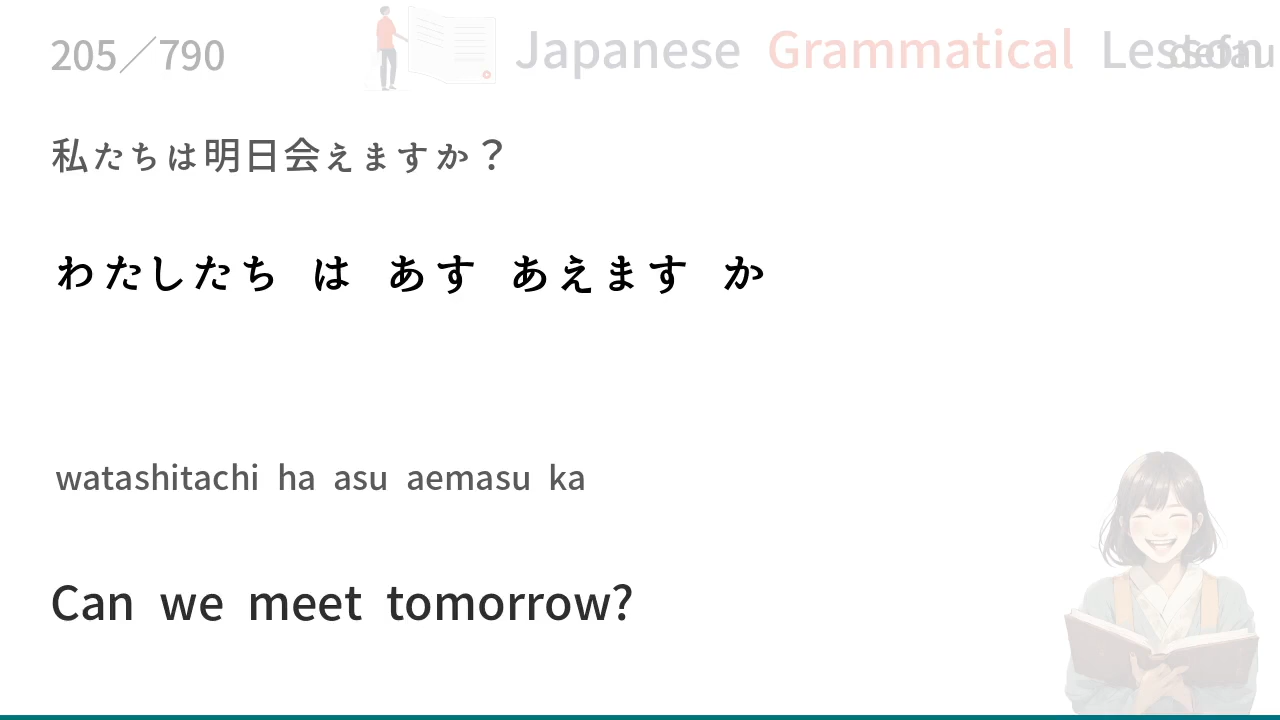 205／790
Japanese Grammatical Lesson
私たちは明日会えますか？
わたしたち は あす あえます か
watashitachi ha asu aemasu ka
Can we meet tomorrow?